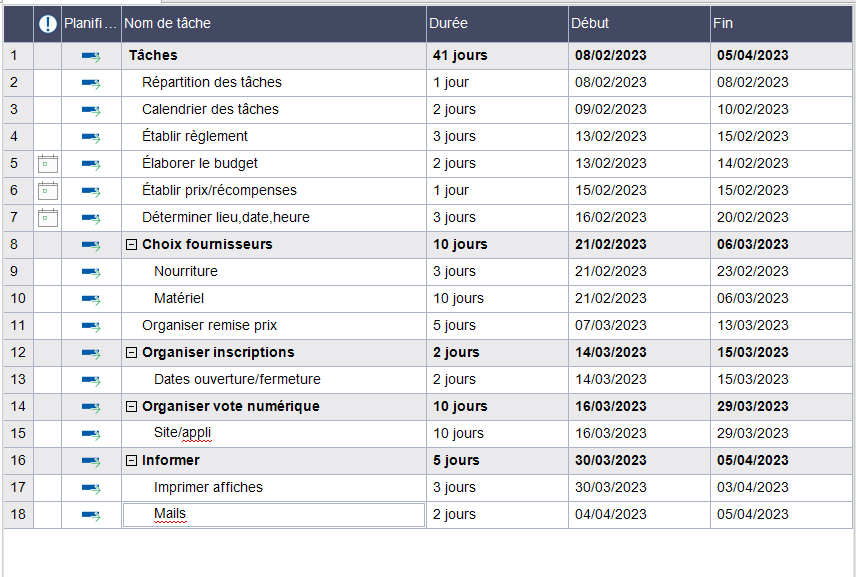 Planifi... Nom de tâche Durée Début Fin
1 Tâches 41 jours 08/02/2023 05/04/2023
2 Répartition des tâches 1 jour 08/02/2023 08/02/2023
3 Calendrier des tâches 2 jours 09/02/2023 10/02/2023
4 Établir règlement 3 jours 13/02/2023 15/02/2023
5 Élaborer le budget 2 jours 13/02/2023 14/02/2023
6 Établir prix/récompenses 1 jour 15/02/2023 15/02/2023
7 Déterminer lieu,date,heure 3 jours 16/02/2023 20/02/2023
8 Choix fournisseurs 10 jours 21/02/2023 06/03/2023
9 Nourriture 3 jours 21/02/2023 23/02/2023
10 Matériel 10 jours 21/02/2023 06/03/2023
11 Organiser remise prix 5 jours 07/03/2023 13/03/2023
12 Organiser inscriptions 2 jours 14/03/2023 15/03/2023
13 Dates ouverture/fermeture 2 jours 14/03/2023 15/03/2023
14 Organiser vote numérique 10 jours 16/03/2023 29/03/2023
15 Site/appli 10 jours 16/03/2023 29/03/2023
16 Informer 5 jours 30/03/2023 05/04/2023
17 Imprimer affiches 3 jours 30/03/2023 03/04/2023
18 Mails 2 jours 04/04/2023 05/04/2023